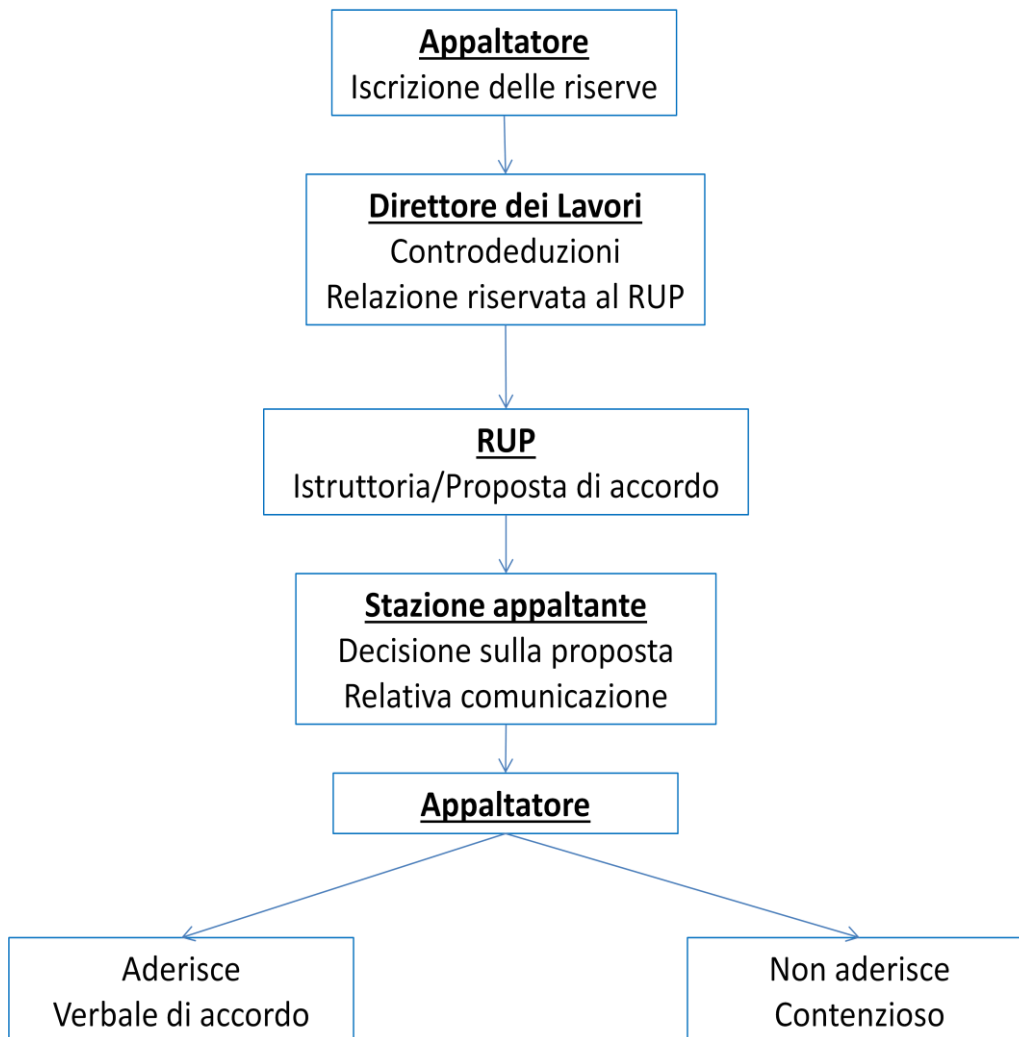 Appaltatore
Iscrizione delle riserve
Direttore dei Lavori
Controdeduzioni
Relazione riservata al RUP
RUP
Istruttoria/Proposta di accordo
Stazione appaltante
Decisione sulla proposta
Relativa comunicazione
Appaltatore
Aderisce
Verbale di accordo
Non aderisce
Contenzioso